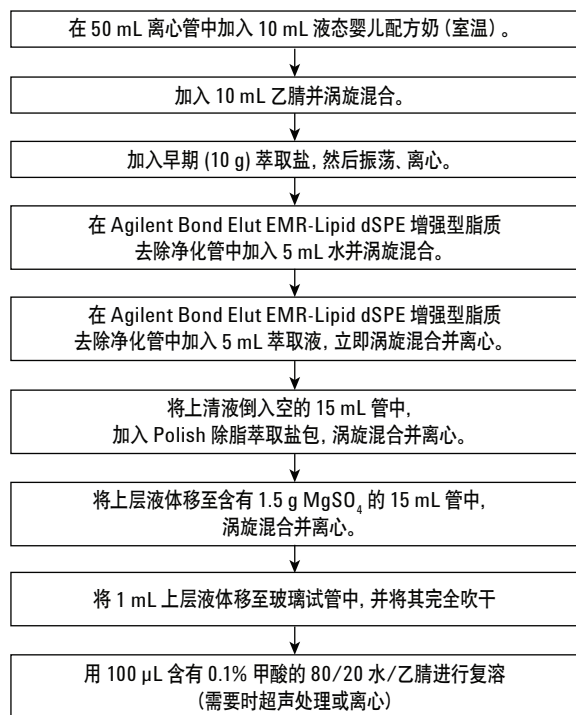 在 50 mL 离心管中加入 10 mL 液态婴儿配方奶 (室温) 。
加入 10 mL 乙腈并涡旋混合。
加入早期 (10 g) 萃取盐, 然后振荡、离心。
在 Agilent Bond Elut EMR-Lipid dSPE 增强型脂质
去除净化管中加入 5 mL 水并涡旋混合。
在 Agilent Bond Elut EMR-Lipid dSPE 增强型脂质
去除净化管中加入 5 mL 萃取液, 立即涡旋混合并离心。
将上清液倒入空的 15 mL 管中,
加入 Polish 除脂萃取盐包, 涡旋混合并离心。
将上层液体移至含有 1.5 g MgSO₄ 的 15 mL 管中,
涡旋混合并离心。
将 1 mL 上层液体移至玻璃试管中, 并将其完全吹干
用 100 µL 含有 0.1% 甲酸的 80/20 水/乙腈进行复溶
(需要时超声处理或离心)